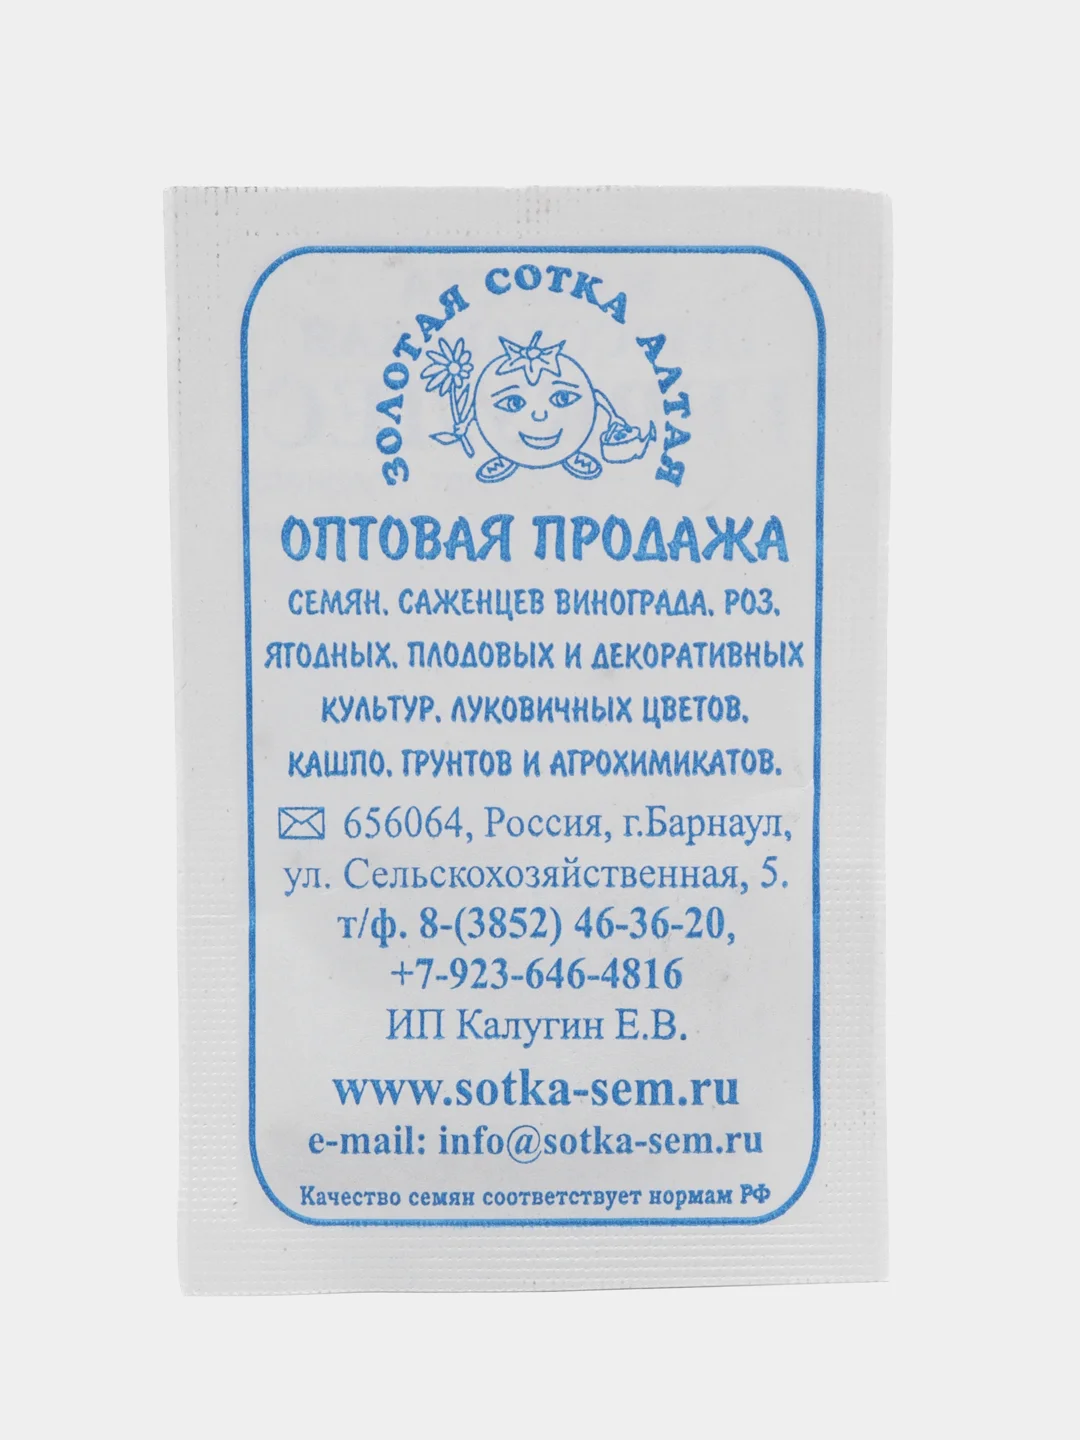 ЗОЛОТАЯ СОТКА АЛТАЯ
ОПТОВАЯ ПРОДАЖА
СЕМЯН, САЖЕНЦЕВ ВИНОГРАДА, РОЗ,
ЯГОДНЫХ, ПЛОДОВЫХ И ДЕКОРАТИВНЫХ
КУЛЬТУР, ЛУКОВИЧНЫХ ЦВЕТОВ,
КАШПО, ГРУНТОВ И АГРОХИМИКАТОВ.
656064, Россия, г.Барнаул,
ул. Сельскохозяйственная, 5.
т/ф. 8-(3852) 46-36-20,
+7-923-646-4816
ИП Калугин Е.В.
www.sotka-sem.ru
e-mail: info@sotka-sem.ru
Качество семян соответствует нормам РФ